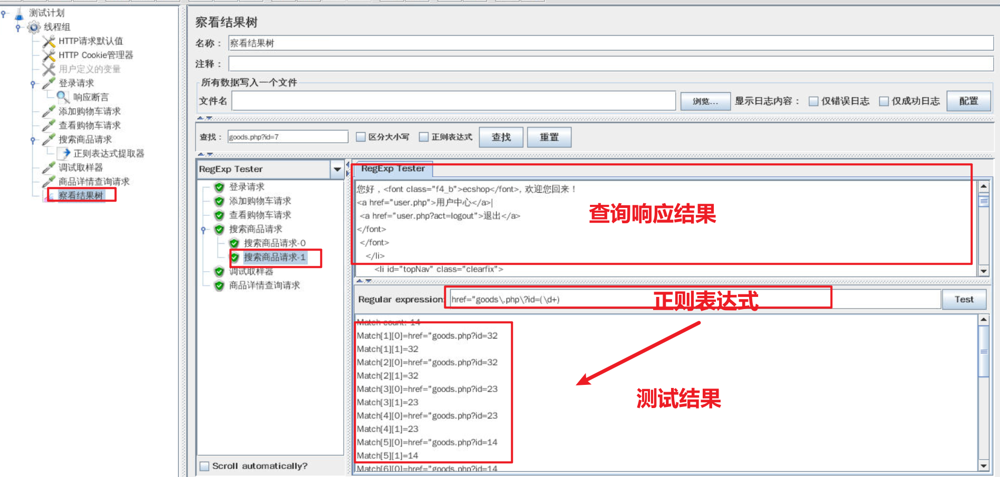 测试计划
线程组
HTTP请求默认值
HTTP Cookie管理器
用户定义的变量
登录请求
响应断言
添加购物车请求
查看购物车请求
搜索商品请求
正则表达式提取器
调试取样器
商品详情查询请求
察看结果树
察看结果树
名称： 察看结果树
注释：
所有数据写入一个文件
文件名 浏览... 显示日志内容： 仅错误日志 仅成功日志 配置
查找： goods.php?id=7 区分大小写 正则表达式 查找 重置
RegExp Tester
登录请求
添加购物车请求
查看购物车请求
搜索商品请求
搜索商品请求-0
搜索商品请求-1
调试取样器
商品详情查询请求
Scroll automatically?
RegExp Tester
您好，<font class="f4_b">ecshop</font>, 欢迎您回来！
<a href="user.php">用户中心</a>|
<a href="user.php?act=logout">退出</a>
</font>
</font>
</li>
<li id="topNav" class="clearfix">
查询响应结果
Regular expression: href="goods\.php\?id=(\d+) Test
正则表达式
Match count: 14
Match[1][0]=href="goods.php?id=32
Match[1][1]=32
Match[2][0]=href="goods.php?id=32
Match[2][1]=32
Match[3][0]=href="goods.php?id=23
Match[3][1]=23
Match[4][0]=href="goods.php?id=23
Match[4][1]=23
Match[5][0]=href="goods.php?id=14
Match[5][1]=14
Match[6][0]=href="goods.php?id=14
测试结果